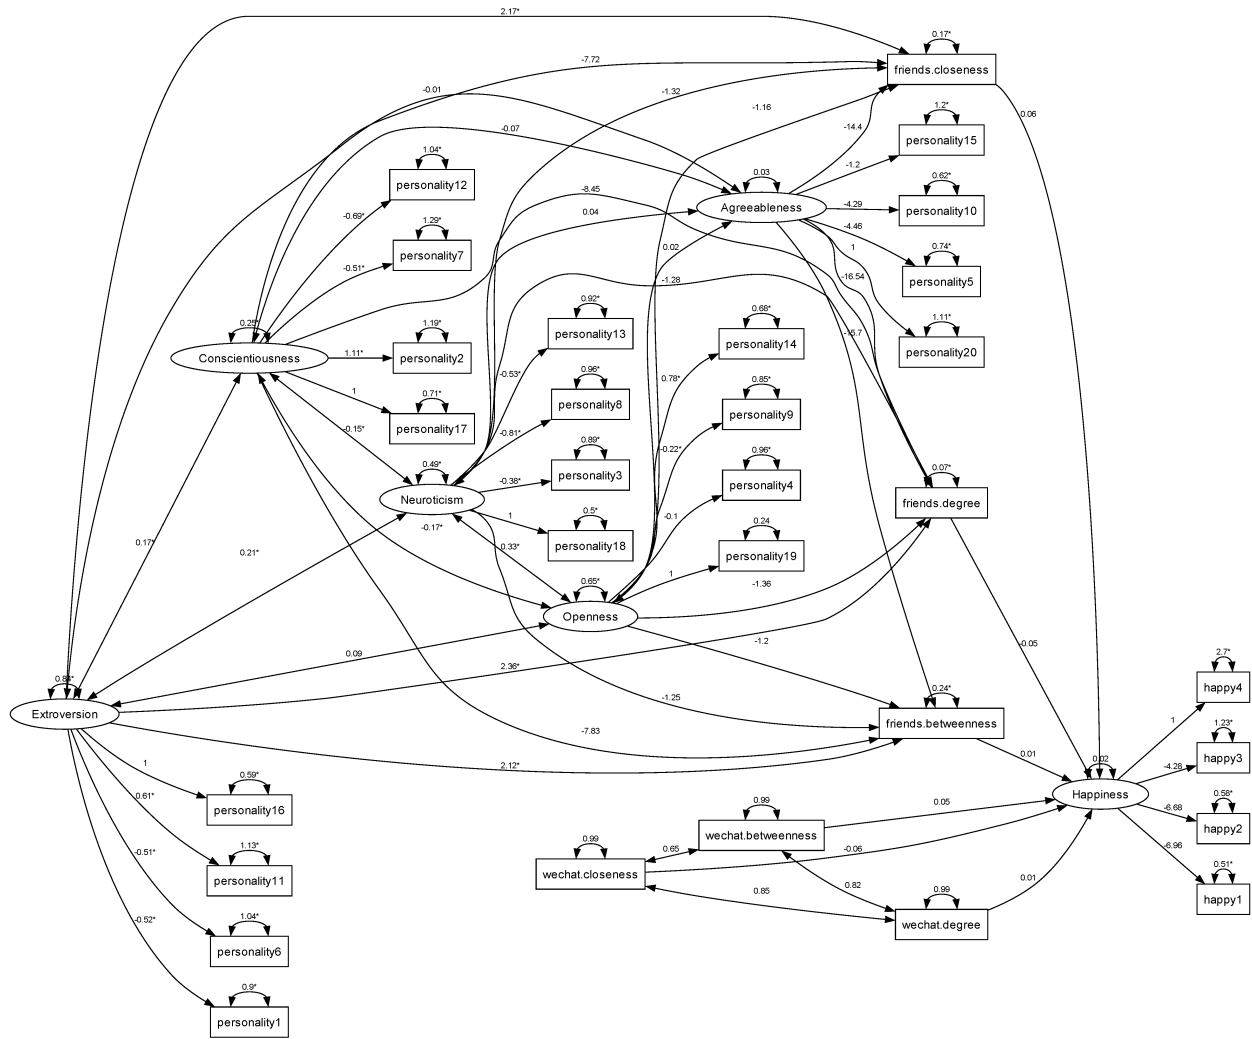 2.17*
0.17*
friends.closeness
-7.72
-0.01
-1.32
-1.16
0.06
1.2*
personality15
-14.4
-0.07
1.04*
personality12
-1.2
0.03
Agreeableness
-8.45
0.04
0.62*
personality10
-4.29
-0.69*
1.29*
personality7
-4.46
0.02
1
0.74*
personality5
-0.51*
-16.54
-1.28
0.92*
personality13
0.68*
personality14
-15.7
1.11*
personality20
0.25*
Conscientiousness
1.19*
1.11*
personality2
-0.53*
0.96*
personality8
0.78*
0.85*
personality9
1
0.71*
personality17
-0.15*
-0.81*
0.89*
personality3
-0.22*
0.96*
personality4
0.49*
Neuroticism
-0.38*
0.07*
friends.degree
1
0.5*
personality18
-0.1
0.24
personality19
-0.17*
0.17*
0.21*
0.33*
1
0.65*
Openness
-1.36
0.09
2.36*
-1.2
-0.05
0.84*
Extroversion
-1.25
0.24*
friends.betweenness
-7.83
2.12*
0.01
2.7*
happy4
1
1.23*
happy3
-4.28
0.02
Happiness
1
0.59*
personality16
0.61*
0.99
wechat.betweenness
0.05
0.58*
happy2
-6.68
0.65
-0.06
0.99
wechat.closeness
-6.96
0.51*
happy1
-0.51*
1.13*
personality11
0.85
0.82
0.01
0.99
wechat.degree
-0.52*
1.04*
personality6
0.9*
personality1